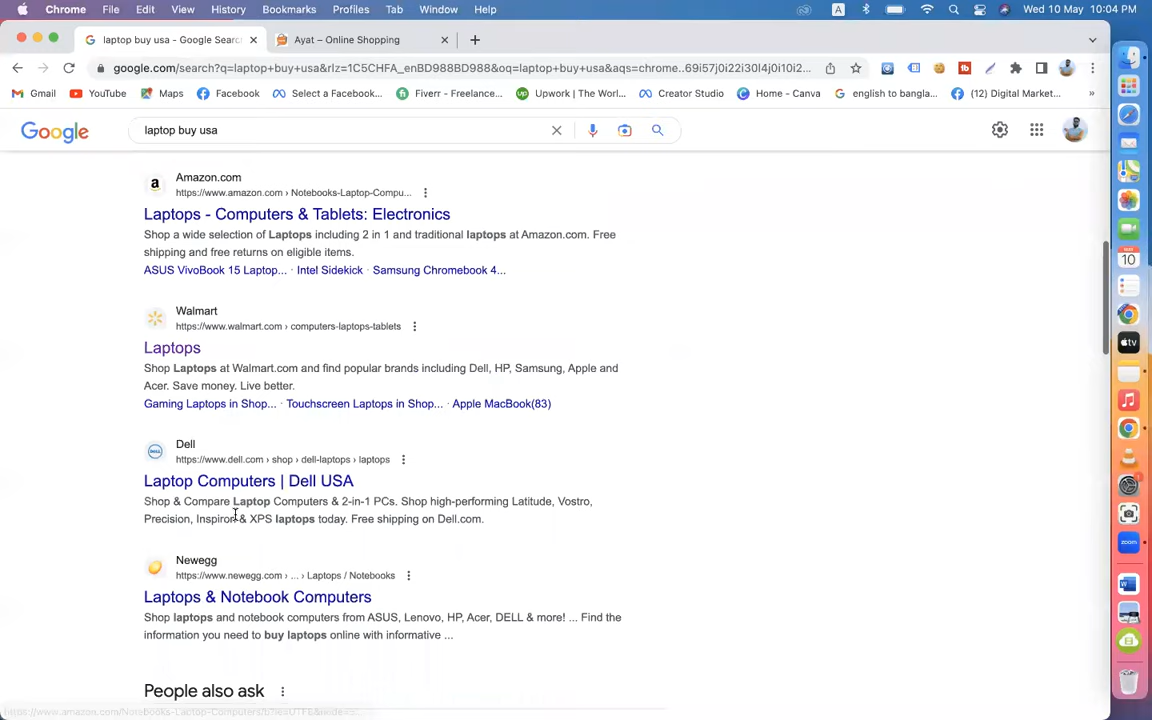 Chrome File Edit View History Bookmarks Profiles Tab Window Help
A Wed 10 May 10:04 PM
laptop buy usa - Google Searc Ayat – Online Shopping
google.com/search?q=laptop+buy+usa&rlz=1C5CHFA_enBD988BD988&oq=laptop+buy+usa&aqs=chrome..69i57j0i22i30l4j0i10i2...
Gmail YouTube Maps Facebook Select a Facebook... Fiverr - Freelance... Upwork | The Worl... Creator Studio Home - Canva english to bangla... (12) Digital Market... »
Google laptop buy usa
a Amazon.com
https://www.amazon.com › Notebooks-Laptop-Compu...
Laptops - Computers & Tablets: Electronics
Shop a wide selection of Laptops including 2 in 1 and traditional laptops at Amazon.com. Free
shipping and free returns on eligible items.
ASUS VivoBook 15 Laptop... · Intel Sidekick · Samsung Chromebook 4...
Walmart
https://www.walmart.com › computers-laptops-tablets
Laptops
Shop Laptops at Walmart.com and find popular brands including Dell, HP, Samsung, Apple and
Acer. Save money. Live better.
Gaming Laptops in Shop... · Touchscreen Laptops in Shop... · Apple MacBook(83)
Dell
https://www.dell.com › shop › dell-laptops › laptops
Laptop Computers | Dell USA
Shop & Compare Laptop Computers & 2-in-1 PCs. Shop high-performing Latitude, Vostro,
Precision, Inspiron & XPS laptops today. Free shipping on Dell.com.
Newegg
https://www.newegg.com › ... › Laptops / Notebooks
Laptops & Notebook Computers
Shop laptops and notebook computers from ASUS, Lenovo, HP, Acer, DELL & more! ... Find the
information you need to buy laptops online with informative ...
People also ask
MAY
10
tv
zoom